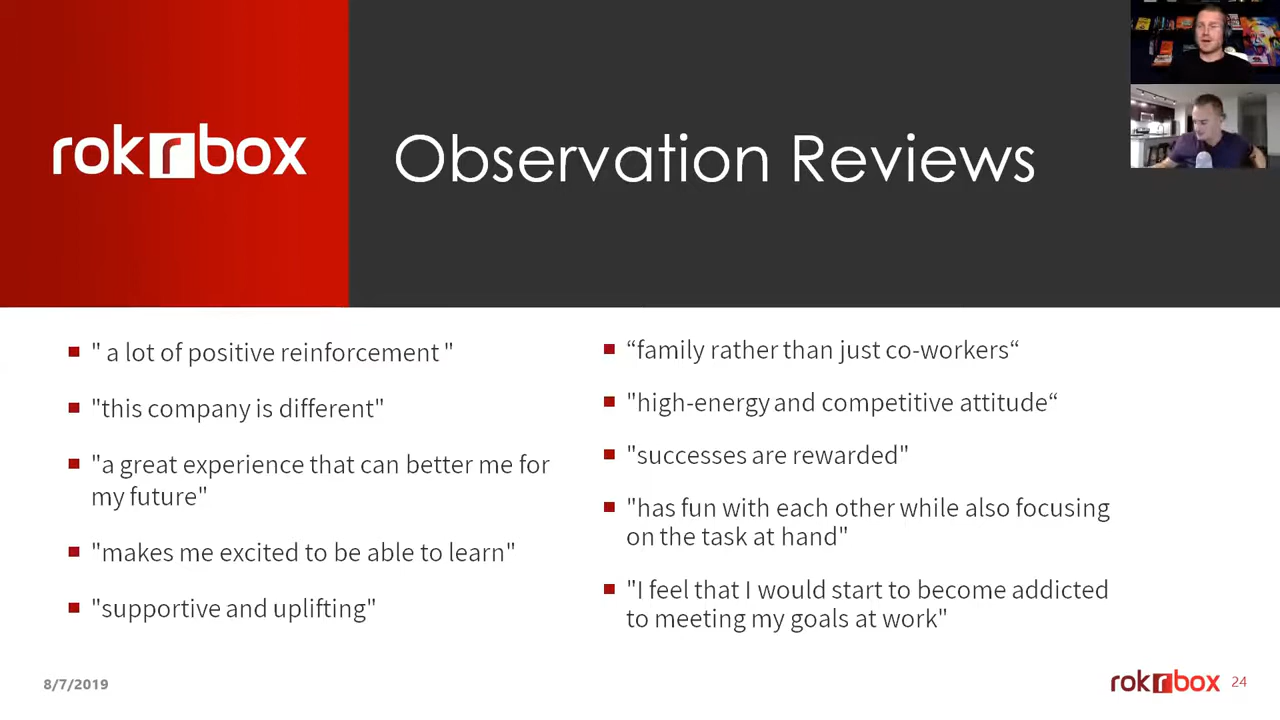 rokrbox
Observation Reviews
" a lot of positive reinforcement "
"this company is different"
"a great experience that can better me for
my future"
"makes me excited to be able to learn"
"supportive and uplifting"
“family rather than just co-workers“
"high-energy and competitive attitude“
"successes are rewarded"
"has fun with each other while also focusing
on the task at hand"
"I feel that I would start to become addicted
to meeting my goals at work"
8/7/2019
rokrbox 24